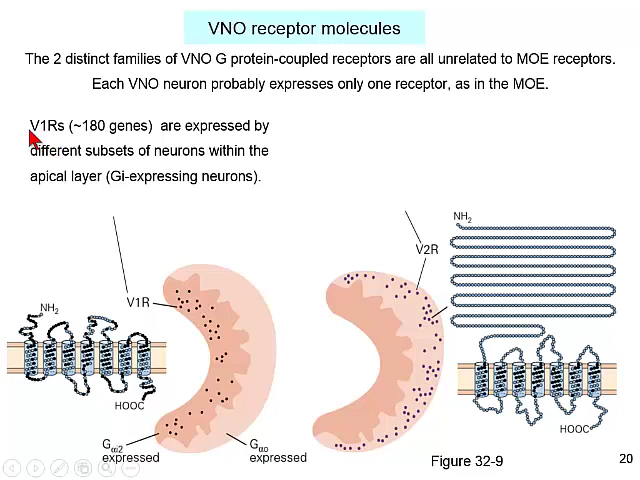 VNO receptor molecules
The 2 distinct families of VNO G protein-coupled receptors are all unrelated to MOE receptors.
Each VNO neuron probably expresses only one receptor, as in the MOE.
V1Rs (~180 genes)  are expressed by
different subsets of neurons within the
apical layer (Gi-expressing neurons).
NH2
V1R
HOOC
Gαi2
expressed
Gαo
expressed
V2R
NH2
HOOC
Figure 32-9
20